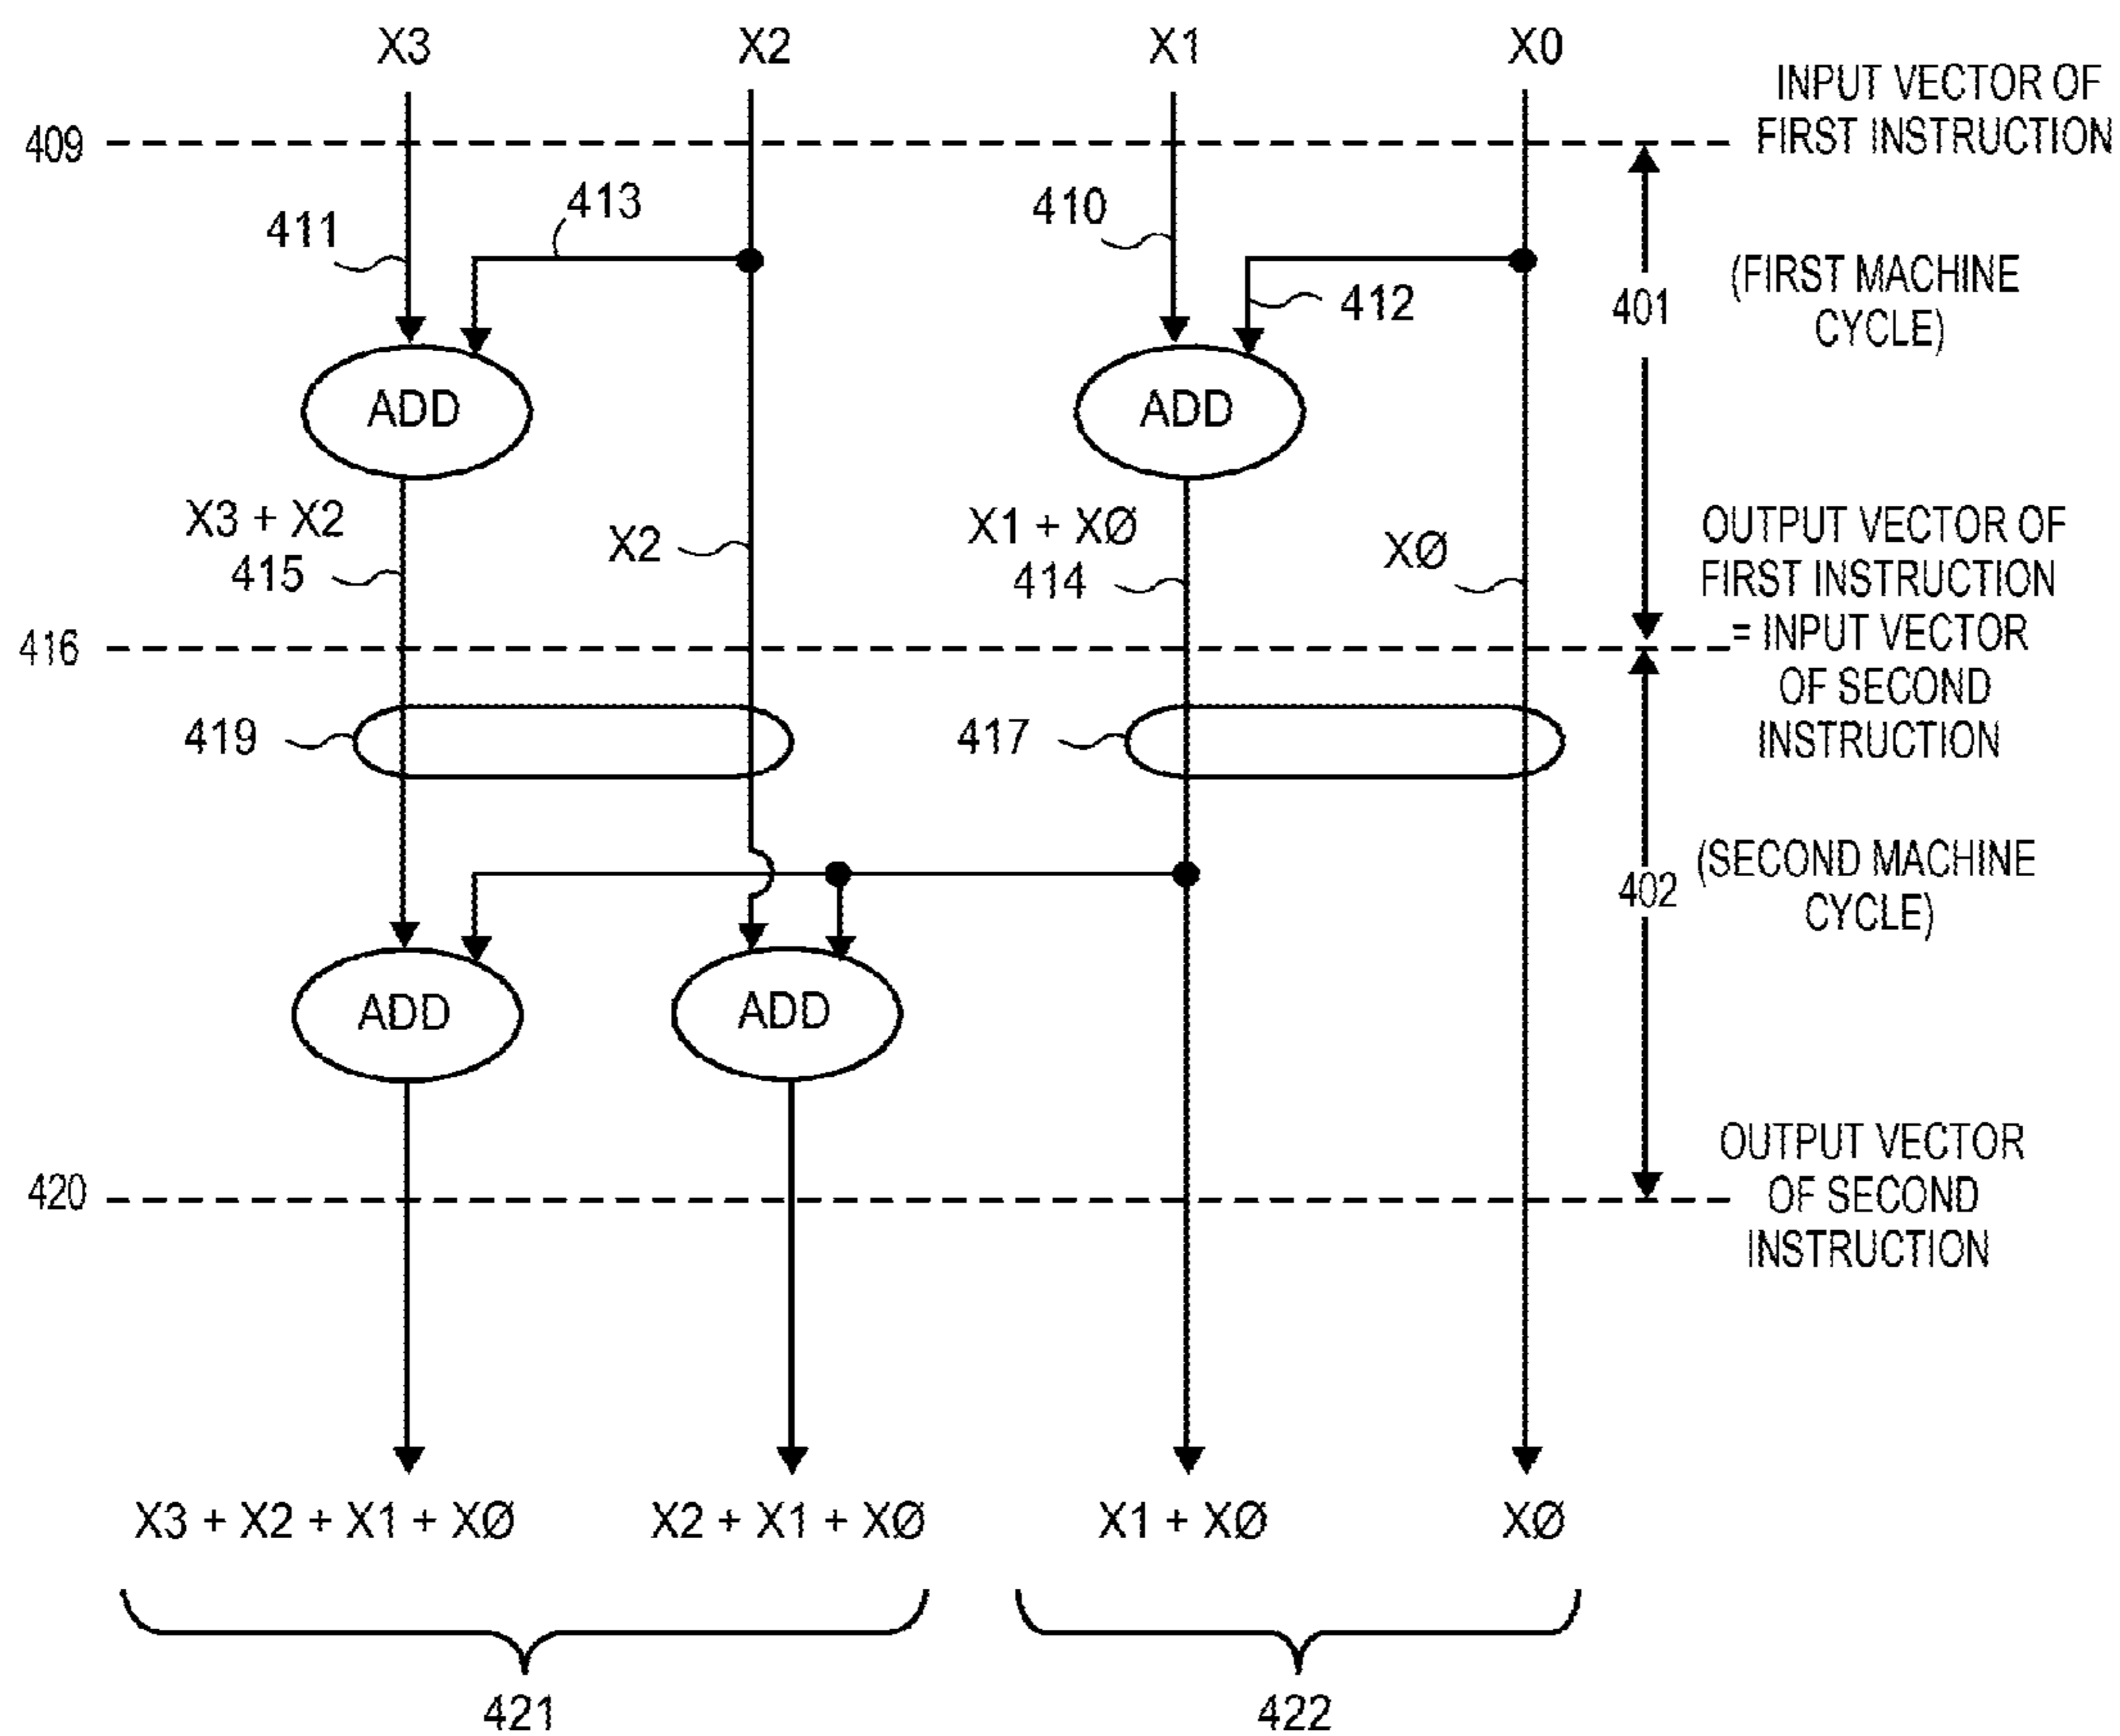 X3
X2
X1
X0
INPUT VECTOR OF
FIRST INSTRUCTION
409
411
413
410
412
401
(FIRST MACHINE
CYCLE)
ADD
ADD
X3 + X2
415
X2
X1 + XØ
414
XØ
OUTPUT VECTOR OF
FIRST INSTRUCTION
= INPUT VECTOR
OF SECOND
INSTRUCTION
416
419
417
402
(SECOND MACHINE
CYCLE)
ADD
ADD
420
OUTPUT VECTOR
OF SECOND
INSTRUCTION
X3 + X2 + X1 + XØ
X2 + X1 + XØ
X1 + XØ
XØ
421
422